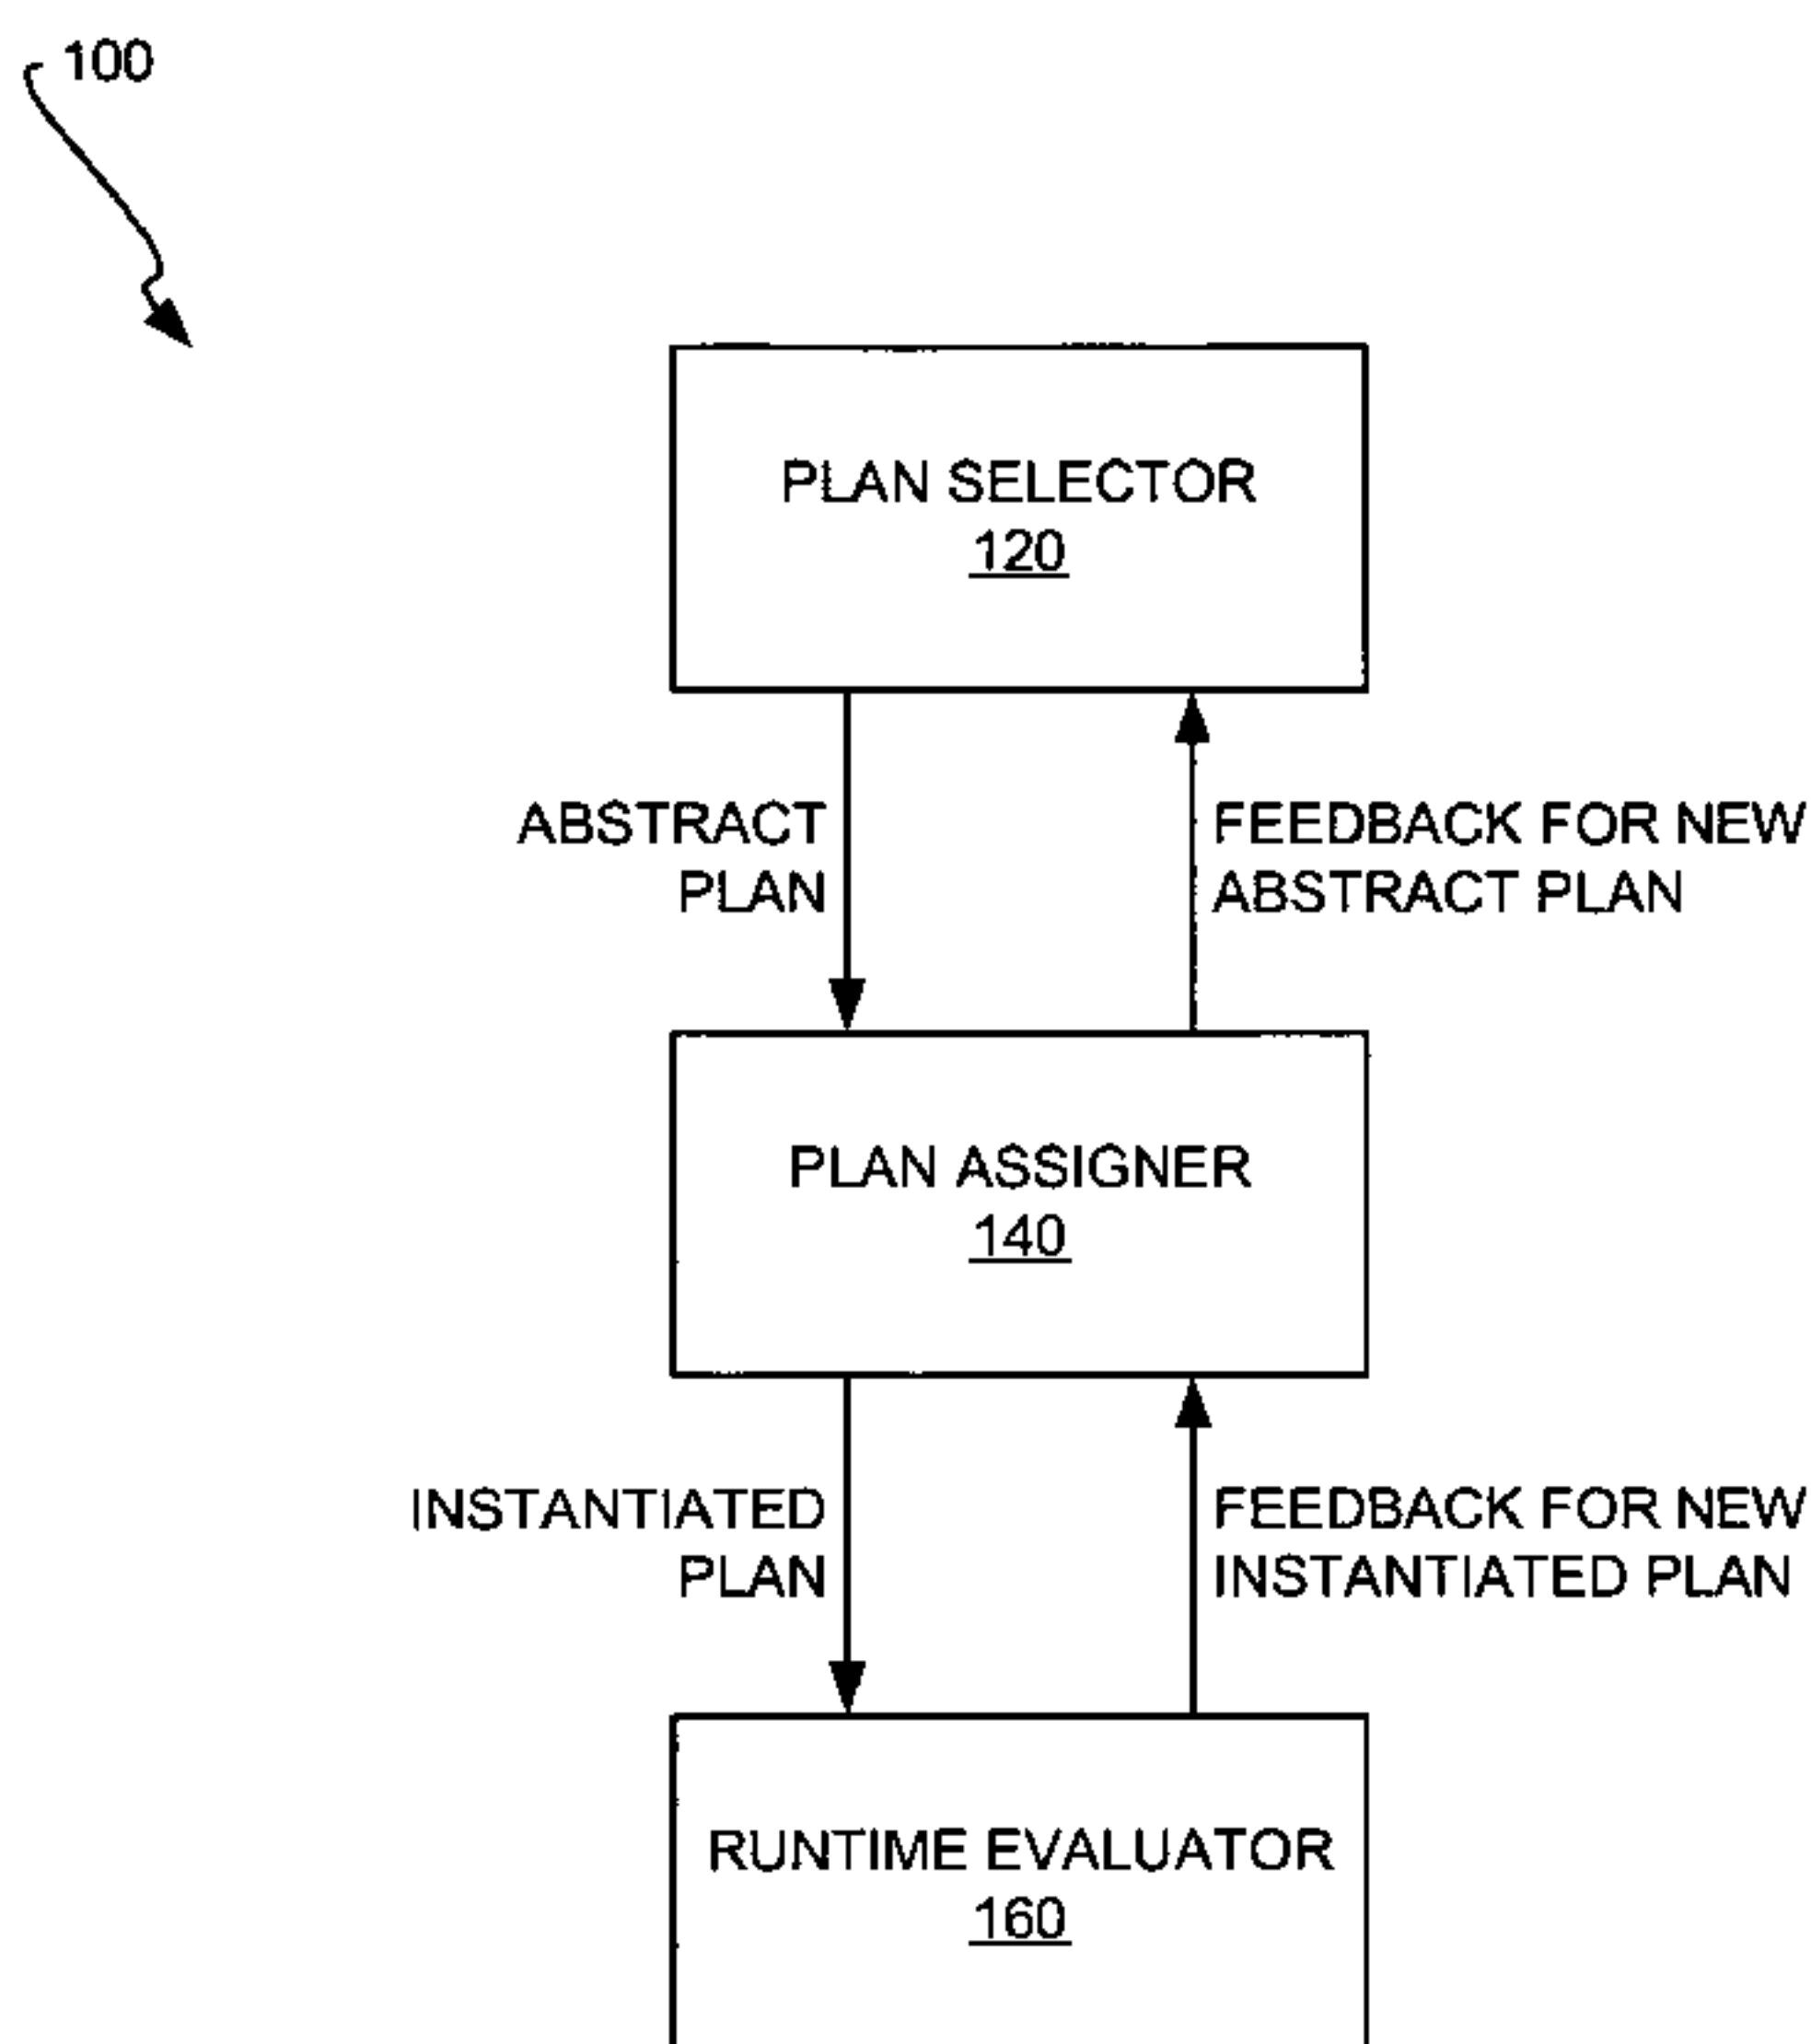 100
PLAN SELECTOR
120
ABSTRACT
PLAN
FEEDBACK FOR NEW
ABSTRACT PLAN
PLAN ASSIGNER
140
INSTANTIATED
PLAN
FEEDBACK FOR NEW
INSTANTIATED PLAN
RUNTIME EVALUATOR
160